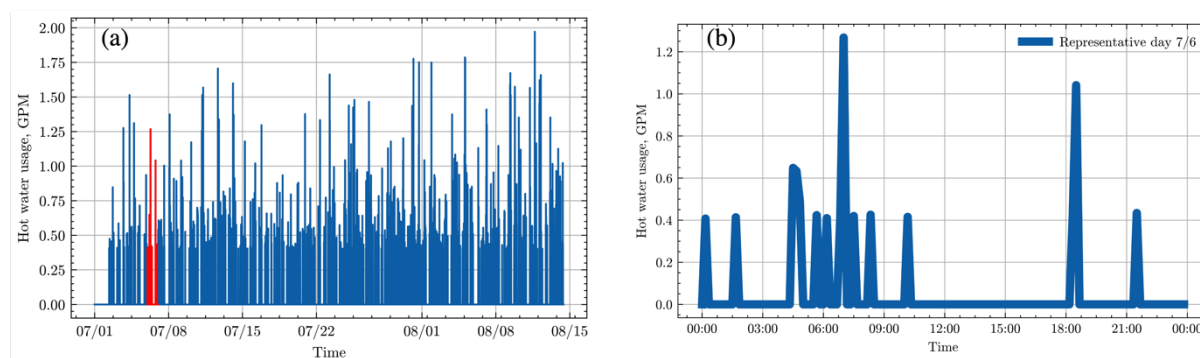 (a)
Hot water usage, GPM
2.00
1.75
1.50
1.25
1.00
0.75
0.50
0.25
0.00
07/01 07/08 07/15 07/22 08/01 08/08 08/15
Time
(b)
Representative day 7/6
Hot water usage, GPM
1.2
1.0
0.8
0.6
0.4
0.2
0.0
00:00 03:00 06:00 09:00 12:00 15:00 18:00 21:00 00:00
Time